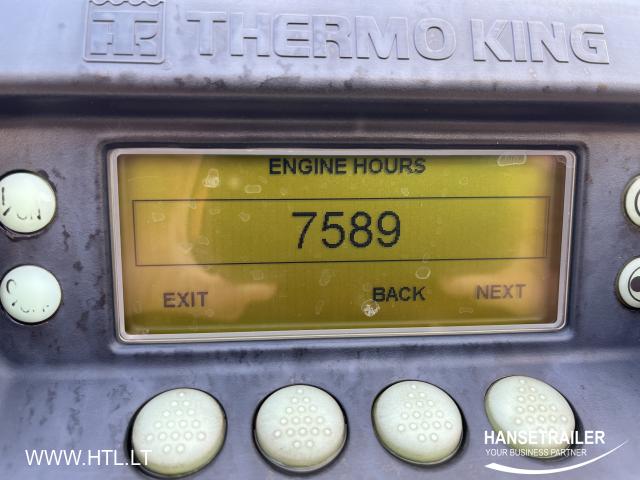 THERMO KING
ENGINE HOURS
7589
EXIT BACK NEXT
HANSETRAILER
YOUR BUSINESS PARTNER
WWW.HTL.LT